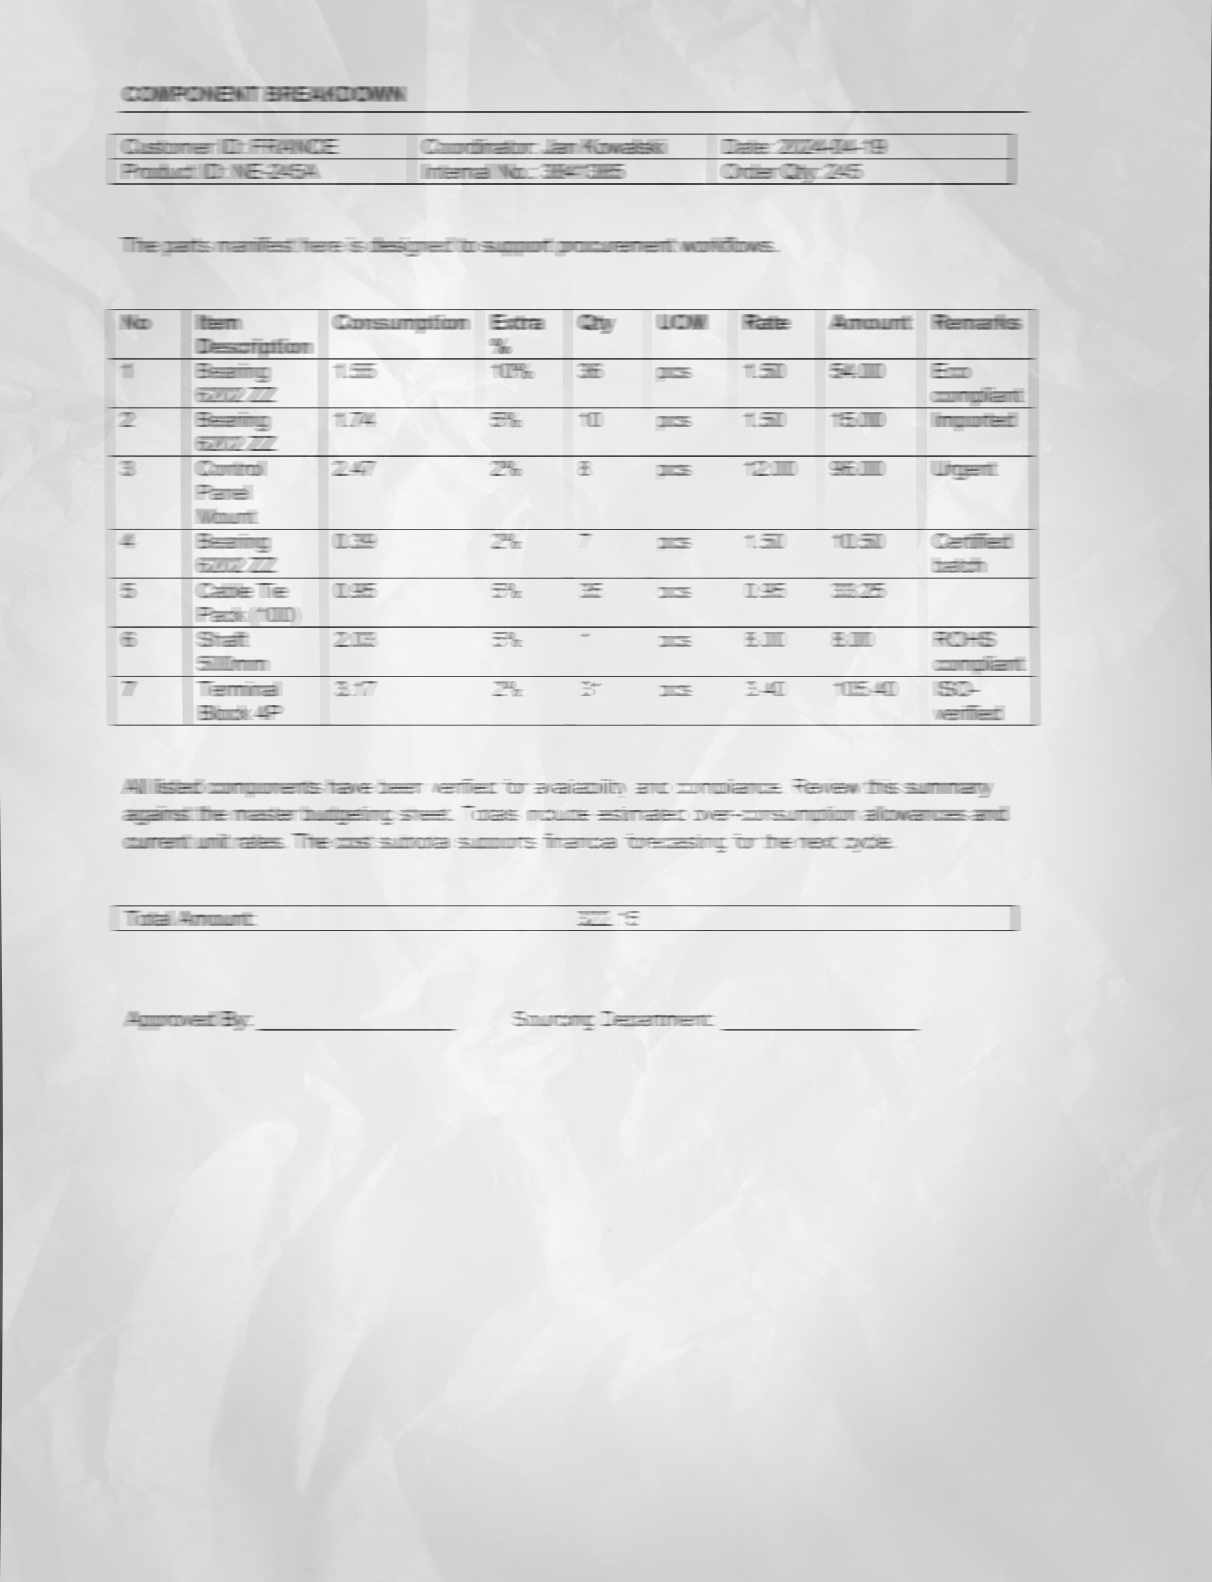 COMPONENT BREAKDOWN
Customer ID: FRANCE Coordinator: Jan Kowalski Date: 2024-04-19
Product ID: NE-245A Internal No.: Order Qty: 245
The parts manifest here is designed to support procurement workflows.
No Item Consumption Extra Qty UOM Rate Amount Remarks
Description %
1 Bearing 1.55 10% 36 pcs 1.50 54.00 Eco
6202 ZZ compliant
2 Bearing 1.74 5% 10 pcs 1.50 15.00 Imported
6202 ZZ
3 Control 2.47 2% 8 pcs 12.00 96.00 Urgent
Panel
Mount
4 Bearing 0.39 2% 7 pcs 1.50 10.50 Certified
6202 ZZ batch
5 Cable Tie 0.95 5% 35 pcs 0.95 33.25
Pack (100)
6 Shaft 2.03 5% 1 pcs 8.00 8.00 ROHS
500mm compliant
7 Terminal 3.17 2% 31 pcs 3.40 105.40 ISO-
Block 4P verified
All listed components have been verified for availability and compliance. Review this summary
against the master budgeting sheet. Totals include estimated over-consumption allowances and
current unit rates. The cost subtotal supports financial forecasting for the next cycle.
Total Amount: 322.15
Approved By: Sourcing Department: